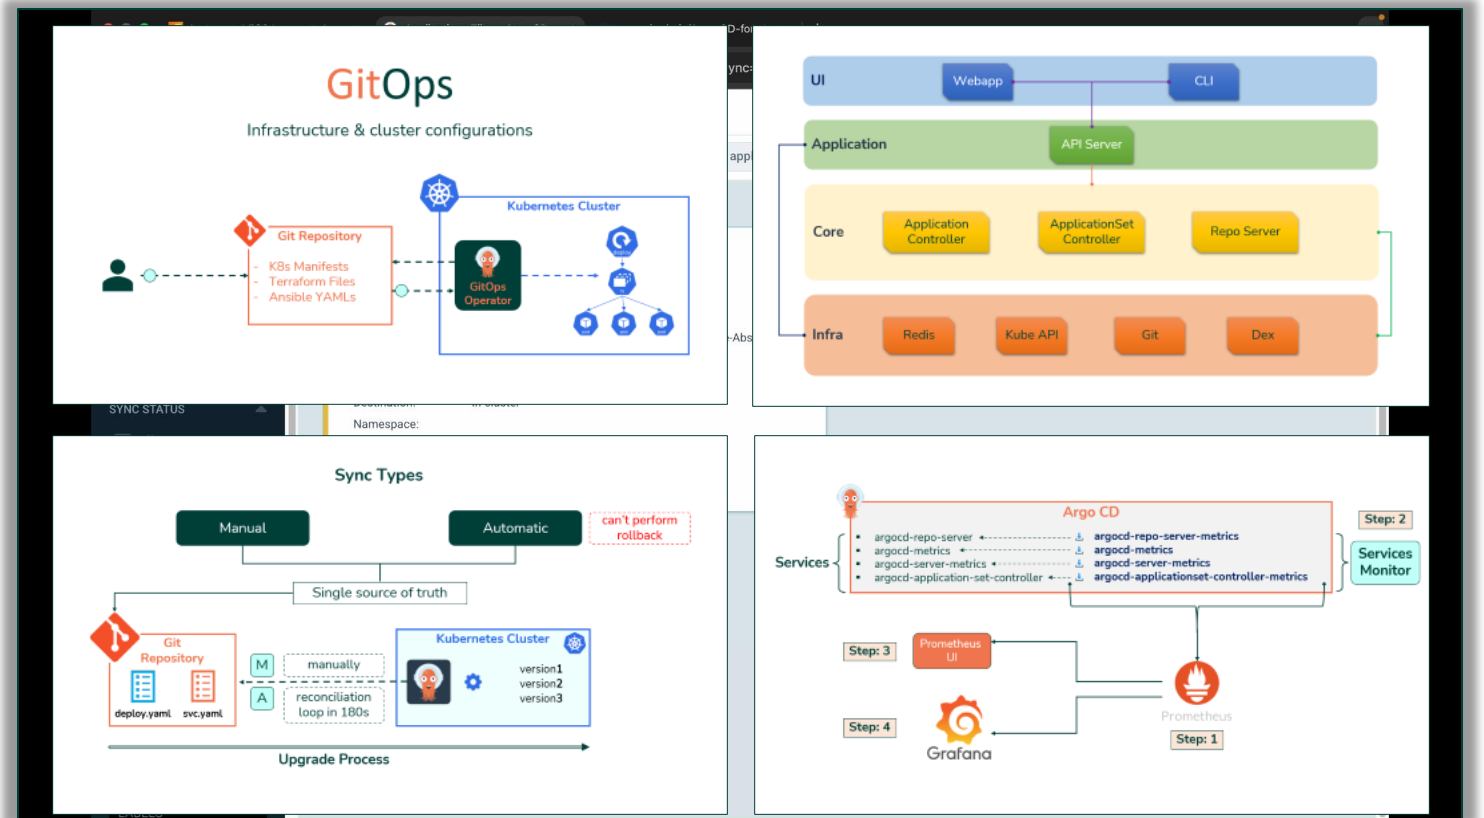 D-for
ync:
appl
-Abs
SYNC STATUS
Namespace:
GitOps
Infrastructure & cluster configurations
Kubernetes Cluster
Git Repository
- K8s Manifests
- Terraform Files
- Ansible YAMLs
GitOps
Operator
UI
Webapp
CLI
Application
API Server
Core
Application
Controller
ApplicationSet
Controller
Repo Server
Infra
Redis
Kube API
Git
Dex
Sync Types
Manual
Automatic
can't perform
rollback
Single source of truth
Git
Repository
deploy.yaml
svc.yaml
M
manually
A
reconciliation
loop in 180s
Kubernetes Cluster
version1
version2
version3
Upgrade Process
Argo CD
Services
argocd-repo-server
argocd-metrics
argocd-server-metrics
argocd-application-set-controller
argocd-repo-server-metrics
argocd-metrics
argocd-server-metrics
argocd-applicationset-controller-metrics
Step: 2
Services
Monitor
Step: 3
Prometheus
UI
Step: 4
Grafana
Prometheus
Step: 1